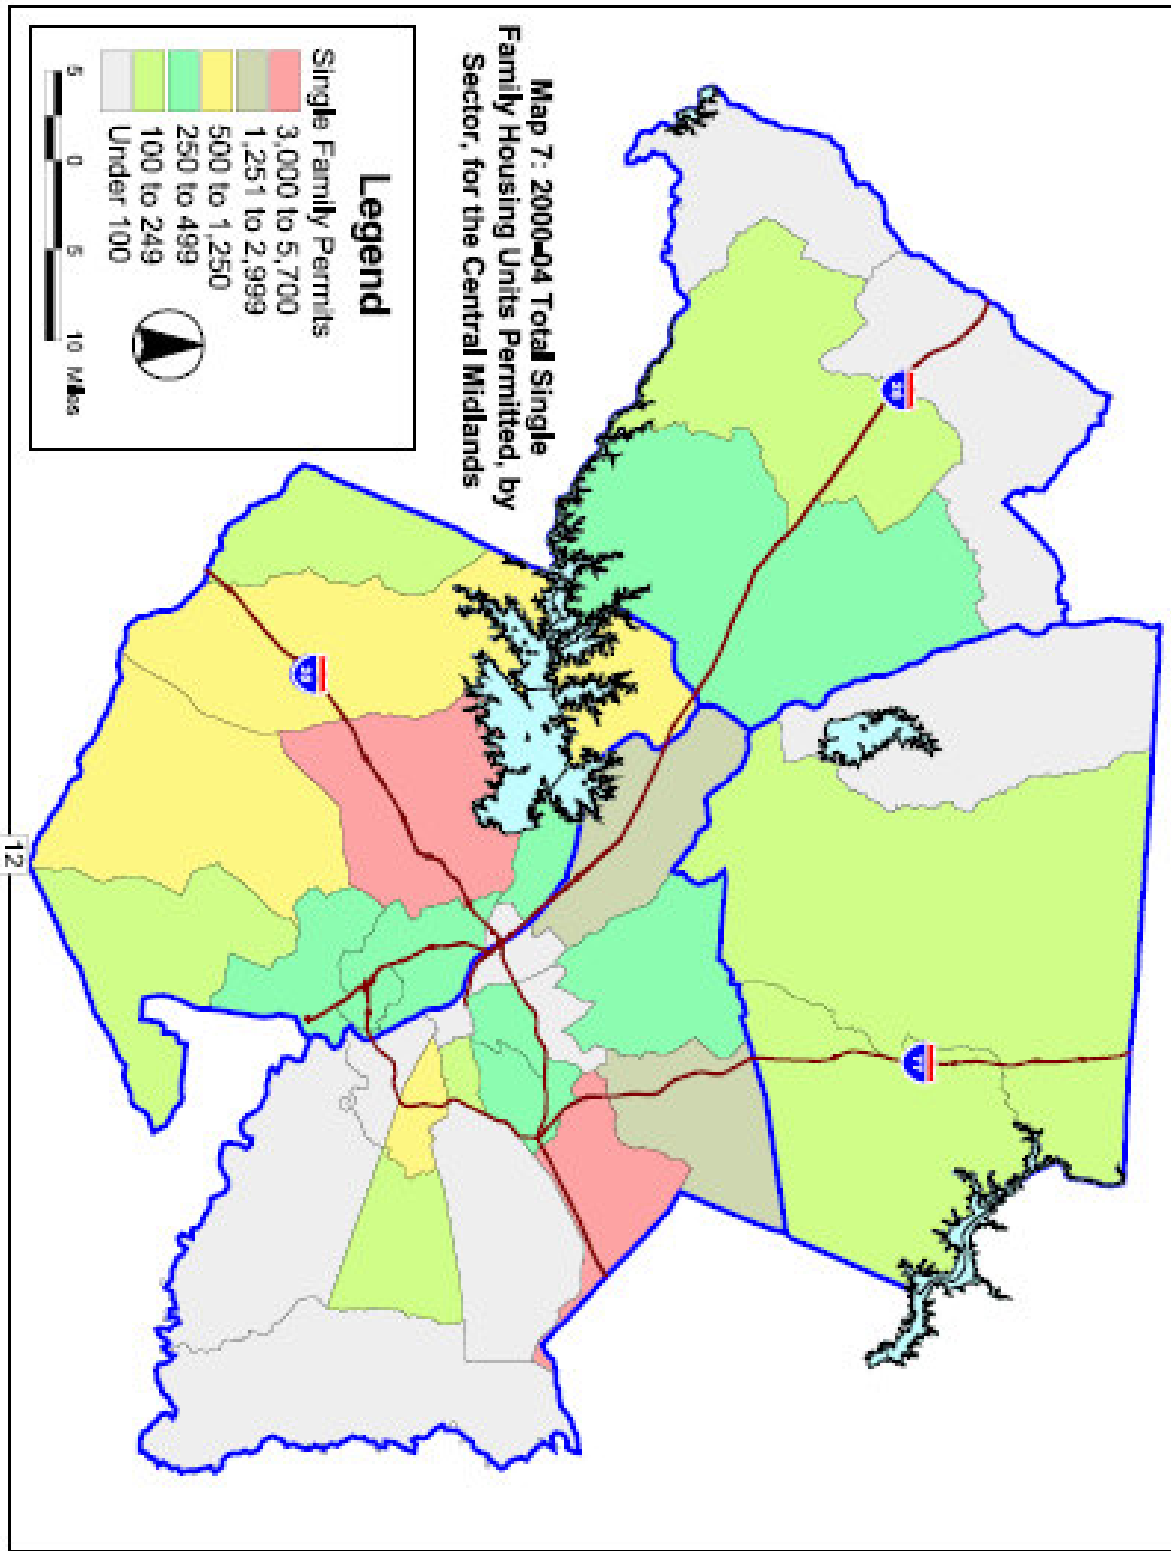 Map 7: 2000-04 Total Single
Family Housing Units Permitted, by
Sector, for the Central Midlands
Legend
Single Family Permits
3,000 to 5,700
1,251 to 2,999
500 to 1,250
250 to 499
100 to 249
Under 100
5 0 5 10 Miles
12